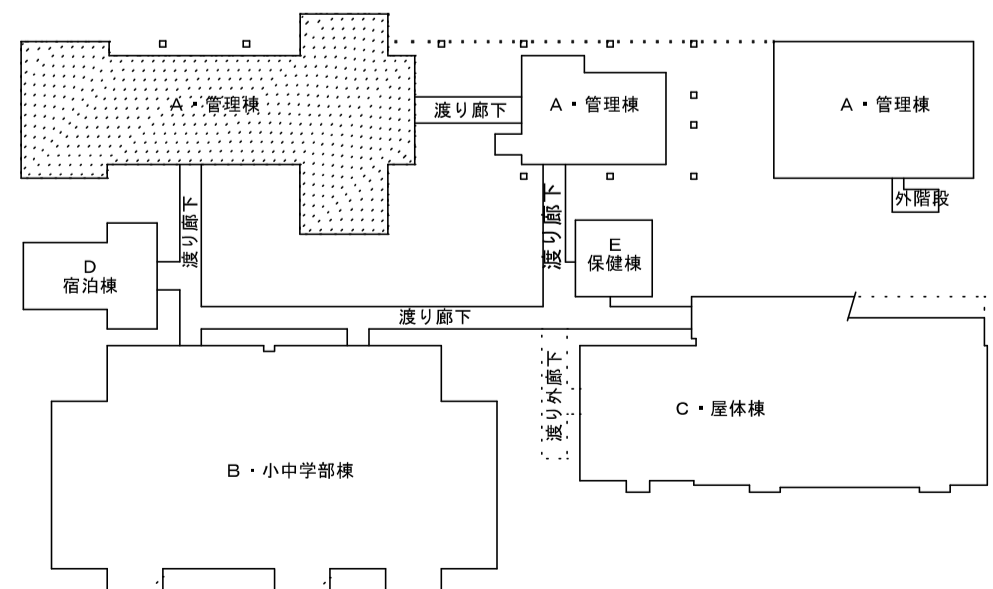 A・管理棟
渡り廊下
A・管理棟
A・管理棟
外階段
渡り廊下
渡り廊下
E
保健棟
D
宿泊棟
渡り廊下
渡り外廊下
C・屋体棟
B・小中学部棟